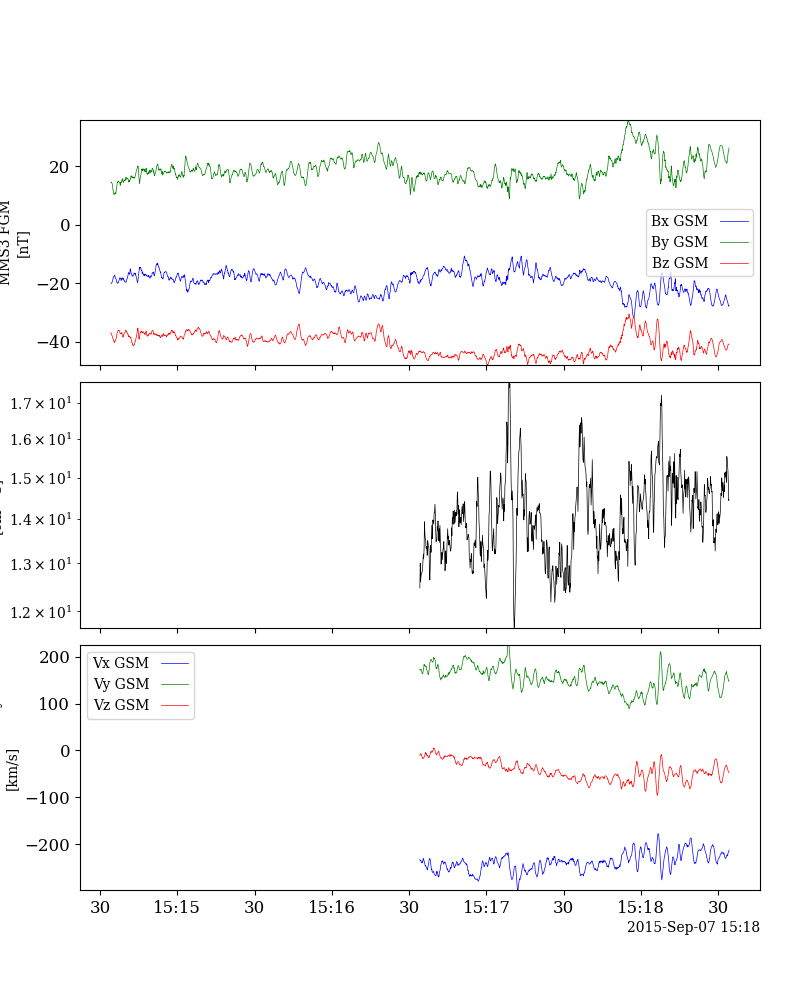 MMS3 FGM
[nT]
20
0
−20
−40
Bx GSM
By GSM
Bz GSM
1.7×10¹
1.6×10¹
1.5×10¹
1.4×10¹
1.3×10¹
1.2×10¹
[km/s]
200
100
0
−100
−200
Vx GSM
Vy GSM
Vz GSM
30 15:15 30 15:16 30 15:17 30 15:18 30
2015-Sep-07 15:18